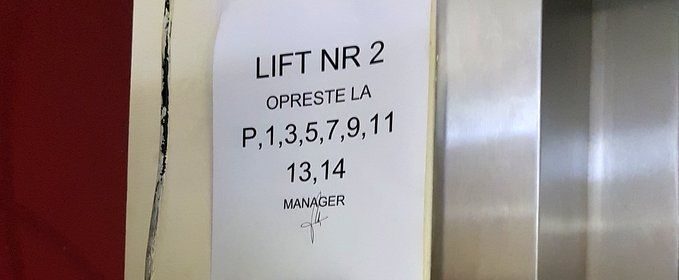 LIFT NR 2
OPRESTE LA
P,1,3,5,7,9,11
13,14
MANAGER